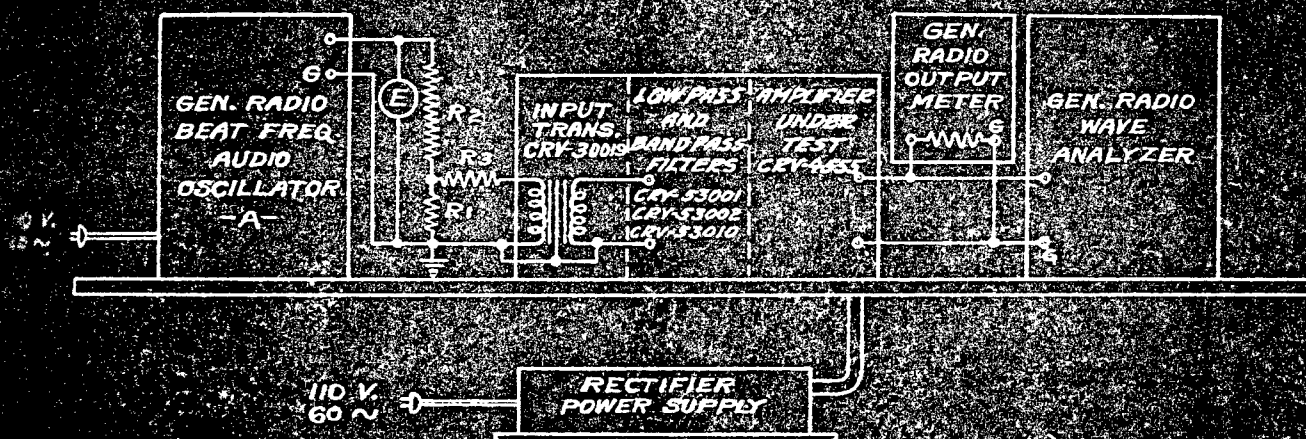 GEN. RADIO
BEAT FREQ.
AUDIO
OSCILLATOR
-A-
G
E
R2
R3
R1
INPUT
TRANS.
CRV-30019
LOW PASS
AND
BAND PASS
FILTERS
CRV-53001
CRV-53002
CRV-53010
AMPLIFIER
UNDER
TEST
GEN.
RADIO
OUTPUT
METER
G
GEN. RADIO
WAVE
ANALYZER
G
V.
~
110 V.
60 ~
RECTIFIER
POWER SUPPLY